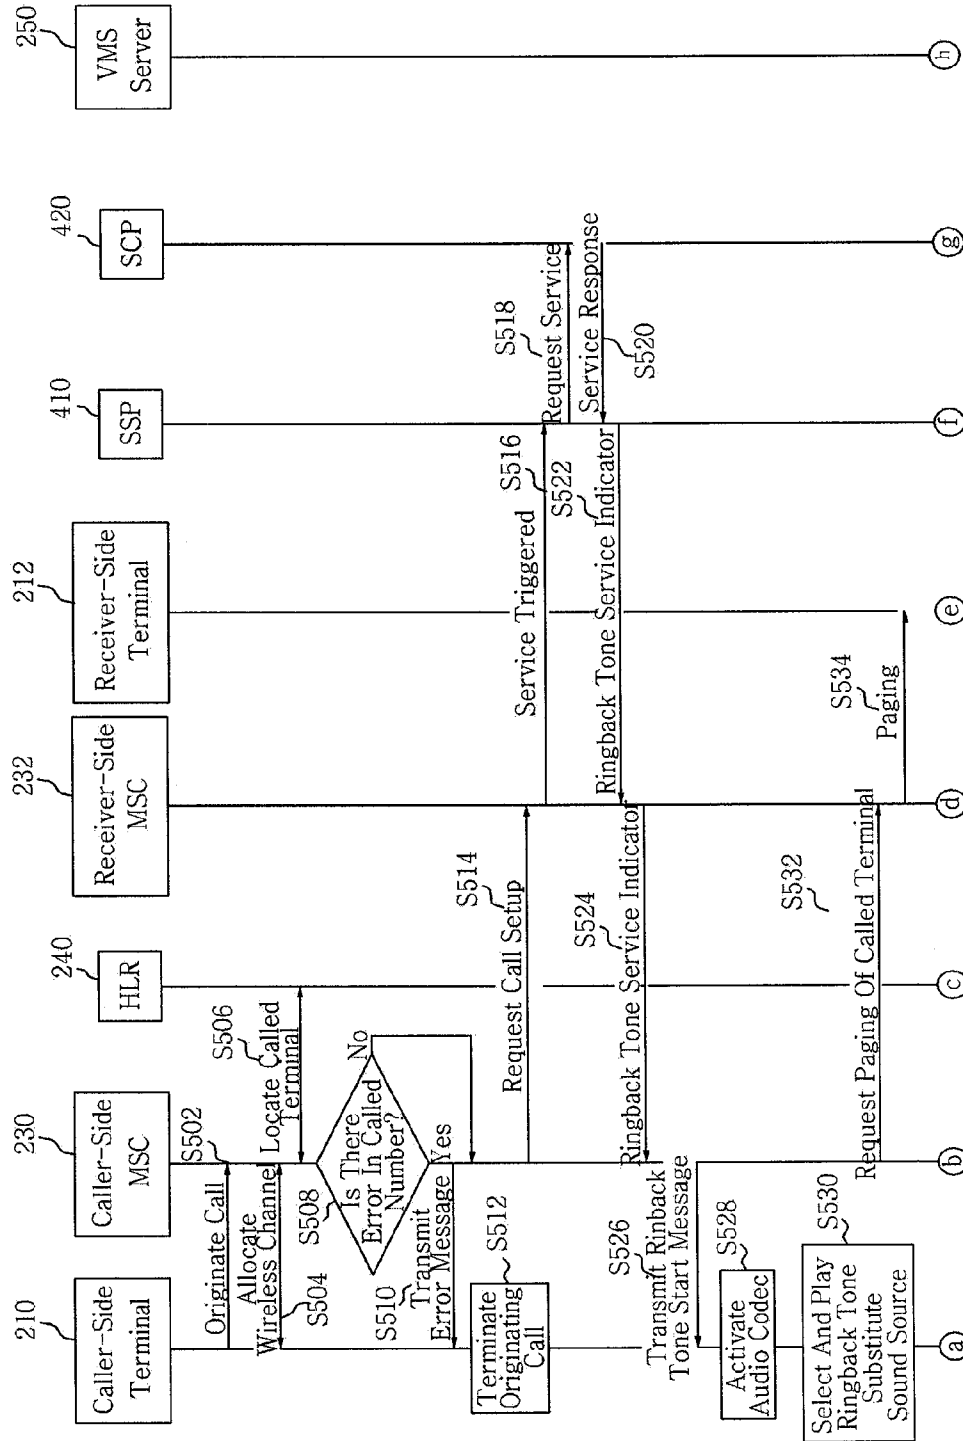 210
Caller-Side
Terminal
230
Caller-Side
MSC
240
HLR
232
Receiver-Side
MSC
212
Receiver-Side
Terminal
410
SSP
420
SCP
250
VMS
Server
Originate Call
S502
Allocate
Wireless Channel
S504
S506
Locate Called
Terminal
S508
Is There
Error In Called
Number?
No
Yes
S510
Transmit
Error Message
S512
Terminate
Originating
Call
S514
Request Call Setup
Service Triggered
S516
S518
Request Service
Service Response
S520
S522
Ringback Tone Service Indicator
S524
Ringback Tone Service Indicator
S526
Transmit Rinback
Tone Start Message
S528
Activate
Audio Codec
S530
Select And Play
Ringback Tone
Substitute
Sound Source
S532
Request Paging Of Called Terminal
S534
Paging
a
b
c
d
e
f
g
h